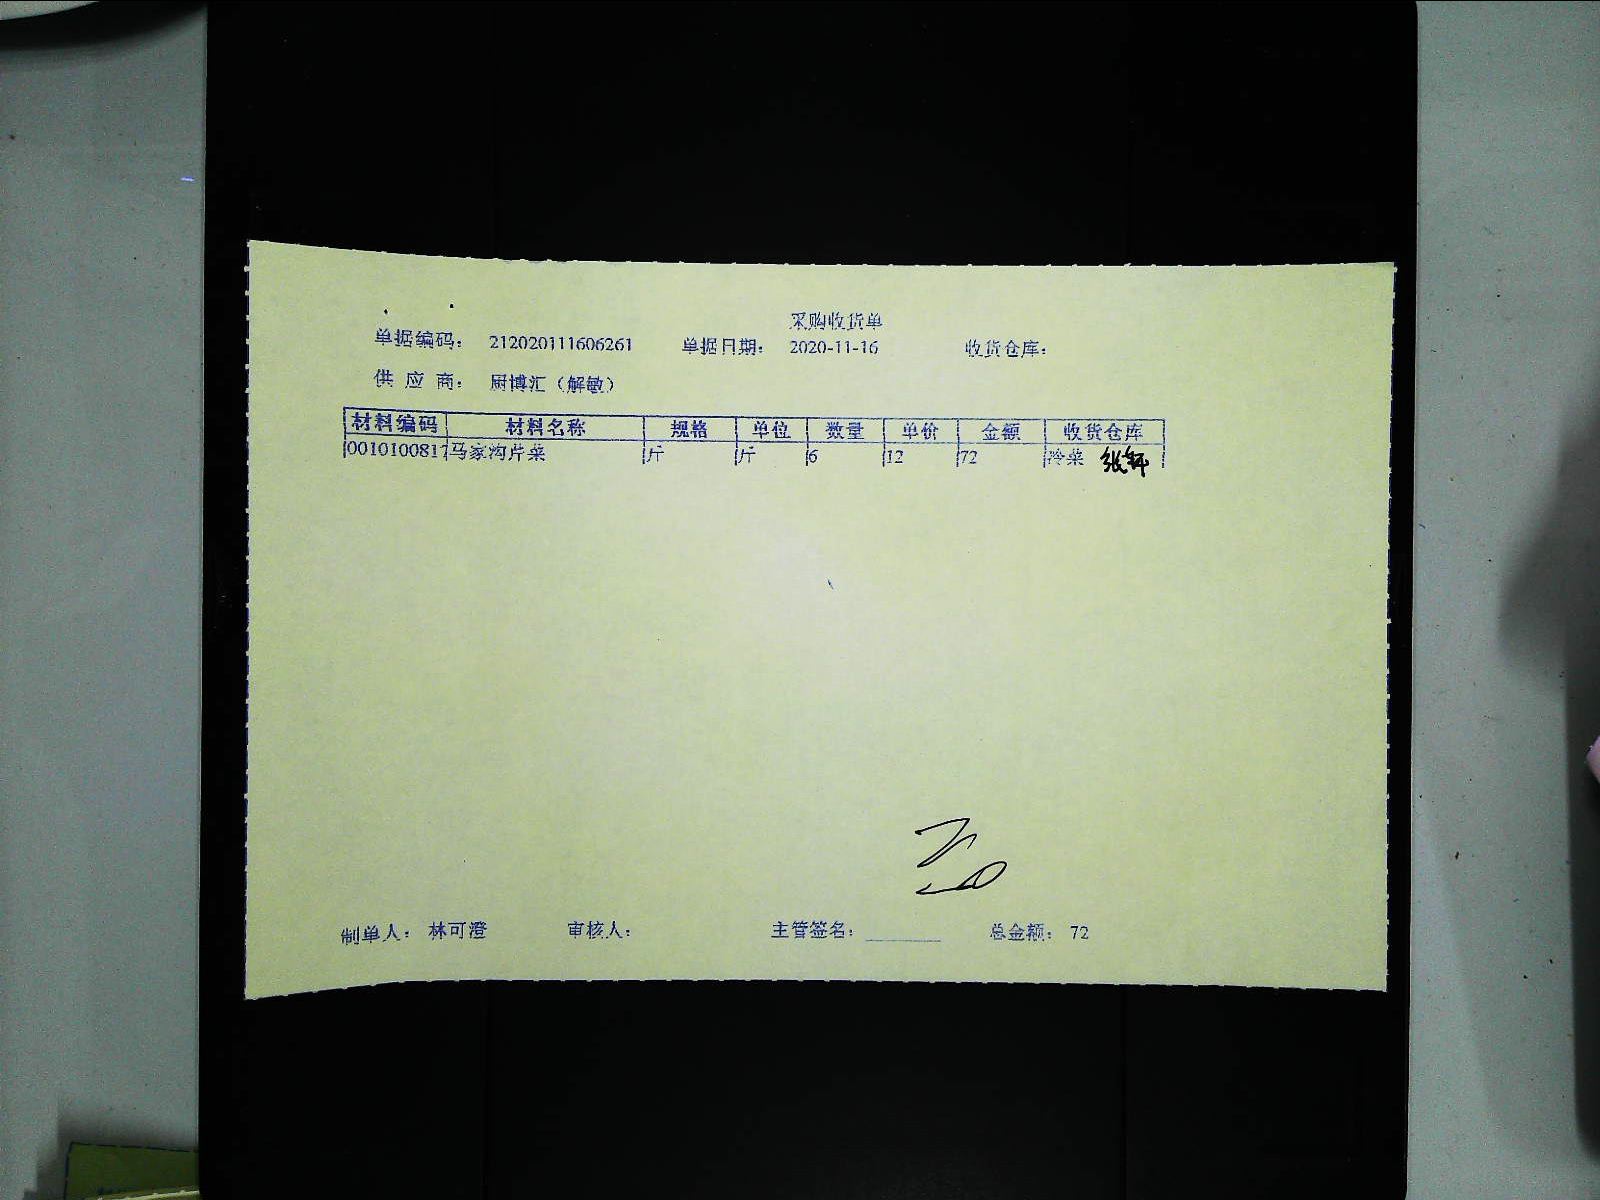 采购收货单
单据编码： 212020111606261 单据日期： 2020-11-16 收货仓库：
供 应 商： 厨博汇（解敏）
材料编码 材料名称 规格 单位 数量 单价 金额 收货仓库
0010100817 马家沟芹菜 斤 斤 6 12 72 冷菜
制单人： 林可澄 审核人： 主管签名： 总金额： 72